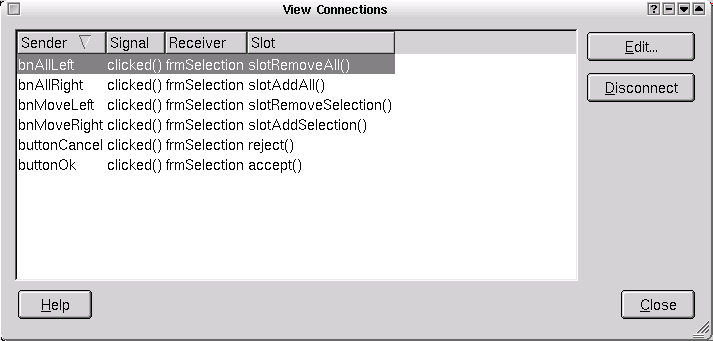 View Connections
Sender Signal Receiver Slot
bnAllLeft clicked() frmSelection slotRemoveAll()
bnAllRight clicked() frmSelection slotAddAll()
bnMoveLeft clicked() frmSelection slotRemoveSelection()
bnMoveRight clicked() frmSelection slotAddSelection()
buttonCancel clicked() frmSelection reject()
buttonOk clicked() frmSelection accept()
Edit...
Disconnect
Help Close